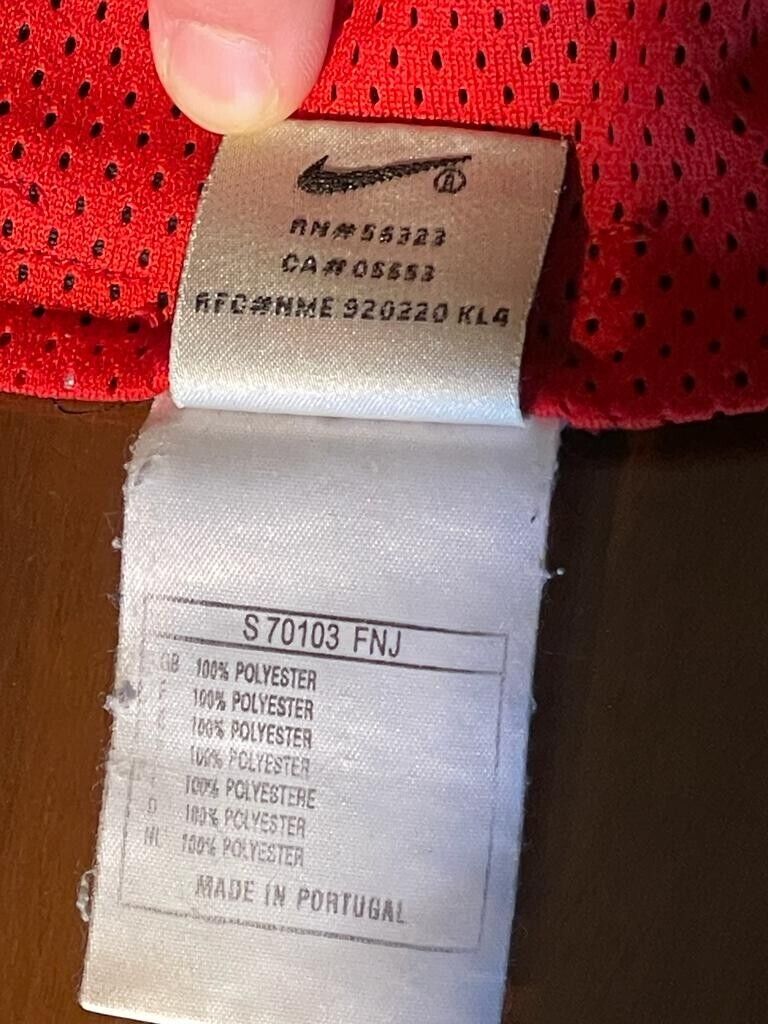 RN#56323
CA#05553
RFC#NME 920220 KL4
S 70103 FNJ
GB 100% POLYESTER
F 100% POLYESTER
100% POLYESTER
100% POLYESTER
I 100% POLYESTERE
D 100% POLYESTER
NL 100% POLYESTER
MADE IN PORTUGAL